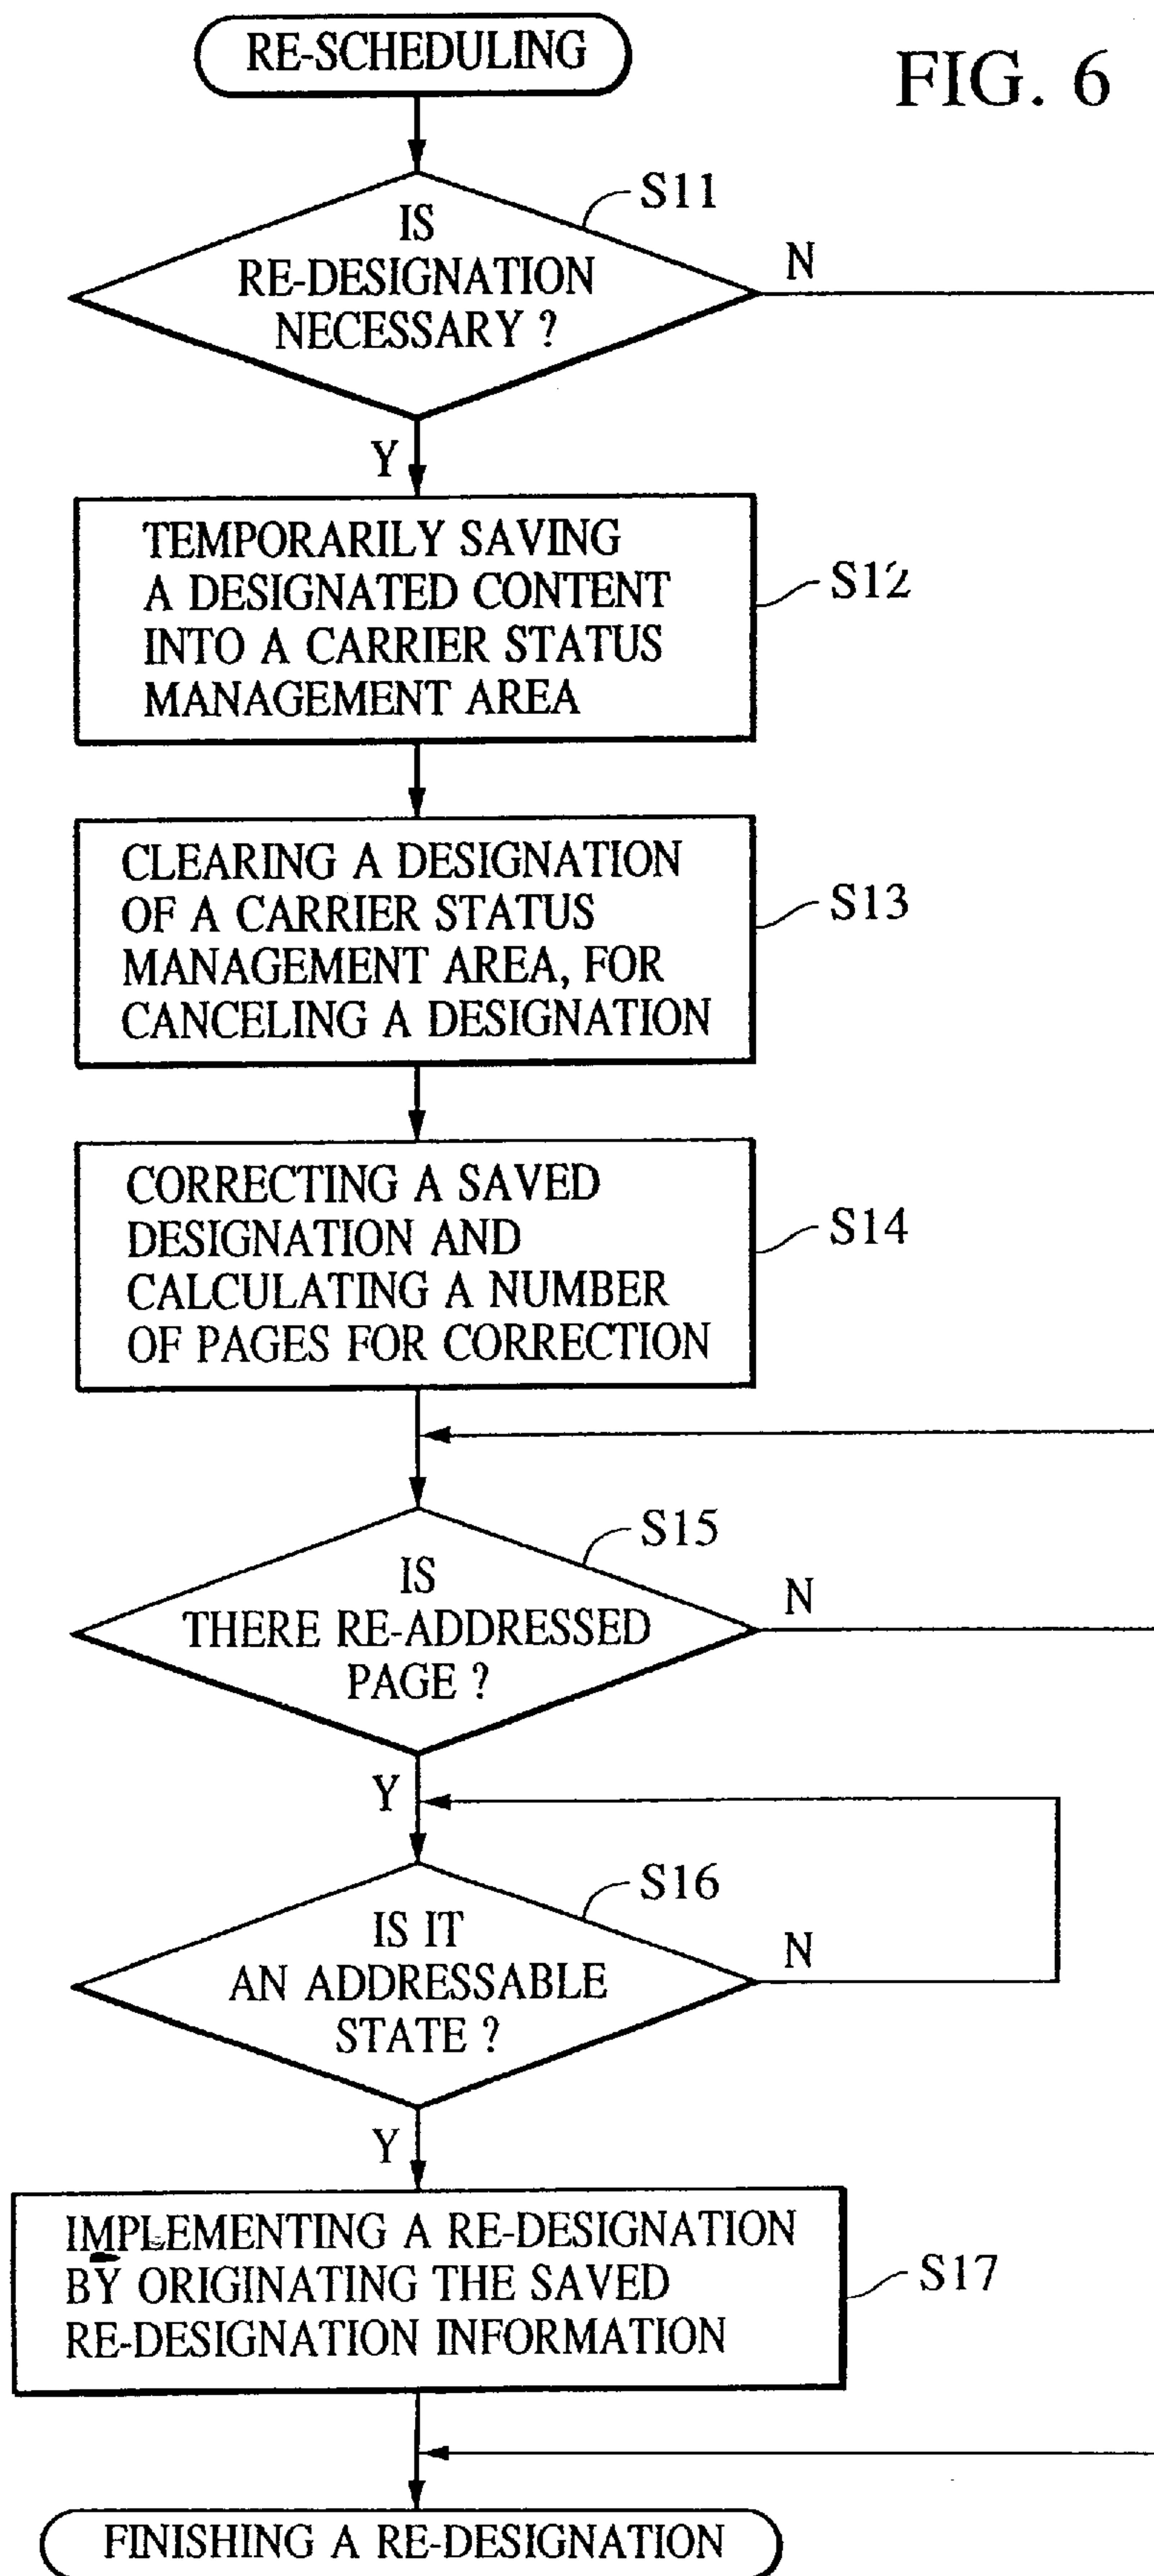 RE-SCHEDULING
FIG. 6
S11
IS
RE-DESIGNATION
NECESSARY ?
N
Y
TEMPORARILY SAVING
A DESIGNATED CONTENT
INTO A CARRIER STATUS
MANAGEMENT AREA
S12
CLEARING A DESIGNATION
OF A CARRIER STATUS
MANAGEMENT AREA, FOR
CANCELING A DESIGNATION
S13
CORRECTING A SAVED
DESIGNATION AND
CALCULATING A NUMBER
OF PAGES FOR CORRECTION
S14
S15
IS
THERE RE-ADDRESSED
PAGE ?
N
Y
S16
IS IT
AN ADDRESSABLE
STATE ?
N
Y
IMPLEMENTING A RE-DESIGNATION
BY ORIGINATING THE SAVED
RE-DESIGNATION INFORMATION
S17
FINISHING A RE-DESIGNATION